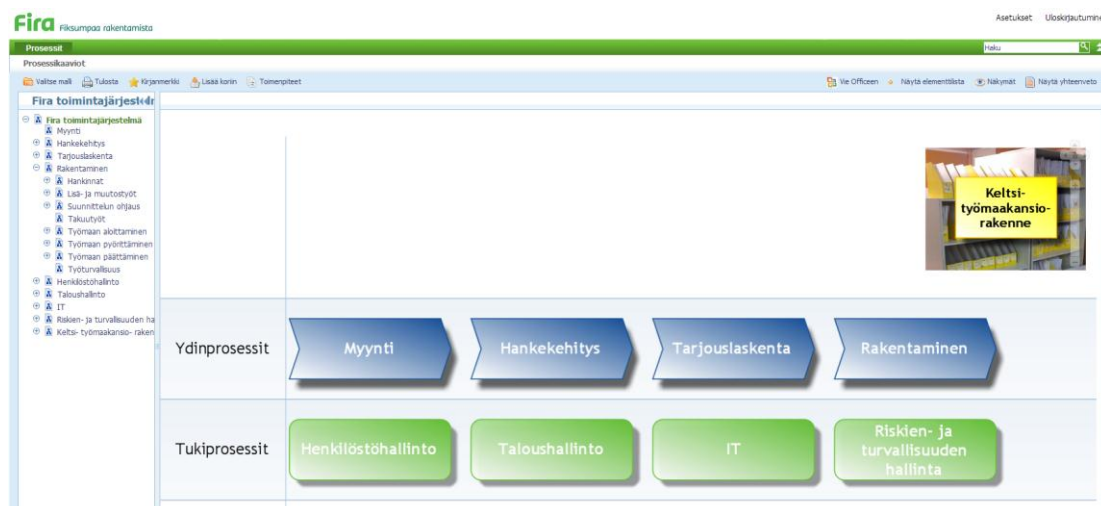 Fira Fiksumpaa rakentamista
Asetukset Uloskirjautumine
Prosessit
Haku
Prosessikaaviot
Valitse malli Tulosta Kirjanmerkki Lisää koriin Toimenpiteet
Vie Officeen Näytä elementtilista Näkymät Näytä yhteenveto
Fira toimintajärjest
Fira toimintajärjestelmä
Myynti
Hankekehitys
Tarjouslaskenta
Rakentaminen
Hankinnat
Lisä- ja muutostyöt
Suunnittelun ohjaus
Takuutyöt
Työmaan aloittaminen
Työmaan pyörittäminen
Työmaan päättäminen
Työturvallisuus
Henkilöstöhallinto
Taloushallinto
IT
Riskien- ja turvallisuuden ha
Keltsi- työmaakansio- raken
Keltsi-
työmaakansio-
rakenne
Ydinprosessit
Myynti
Hankekehitys
Tarjouslaskenta
Rakentaminen
Tukiprosessit
Henkilöstöhallinto
Taloushallinto
IT
Riskien- ja
turvallisuuden
hallinta